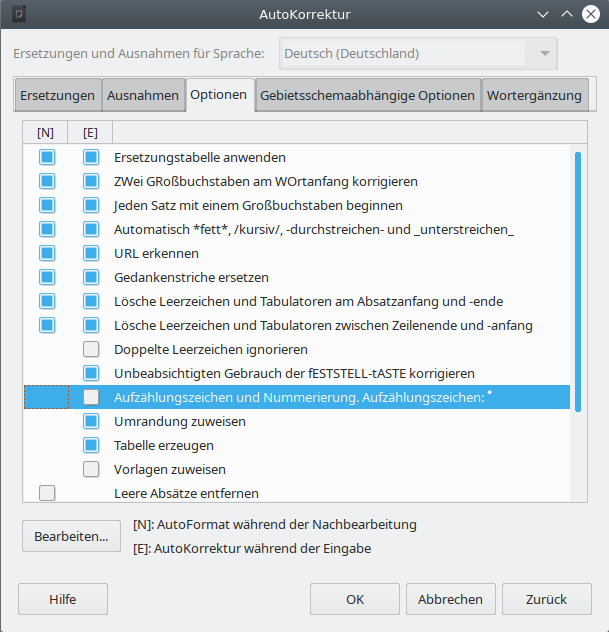 AutoKorrektur
Ersetzungen und Ausnahmen für Sprache: Deutsch (Deutschland)
Ersetzungen Ausnahmen Optionen Gebietsschemaabhängige Optionen Wortergänzung
[N] [E]
Ersetzungstabelle anwenden
ZWei GRoßbuchstaben am WOrtanfang korrigieren
Jeden Satz mit einem Großbuchstaben beginnen
Automatisch *fett*, /kursiv/, -durchstreichen- und _unterstreichen_
URL erkennen
Gedankenstriche ersetzen
Lösche Leerzeichen und Tabulatoren am Absatzanfang und -ende
Lösche Leerzeichen und Tabulatoren zwischen Zeilenende und -anfang
Doppelte Leerzeichen ignorieren
Unbeabsichtigten Gebrauch der fESTSTELL-tASTE korrigieren
Aufzählungszeichen und Nummerierung. Aufzählungszeichen: •
Umrandung zuweisen
Tabelle erzeugen
Vorlagen zuweisen
Leere Absätze entfernen
Bearbeiten...
[N]: AutoFormat während der Nachbearbeitung
[E]: AutoKorrektur während der Eingabe
Hilfe OK Abbrechen Zurück